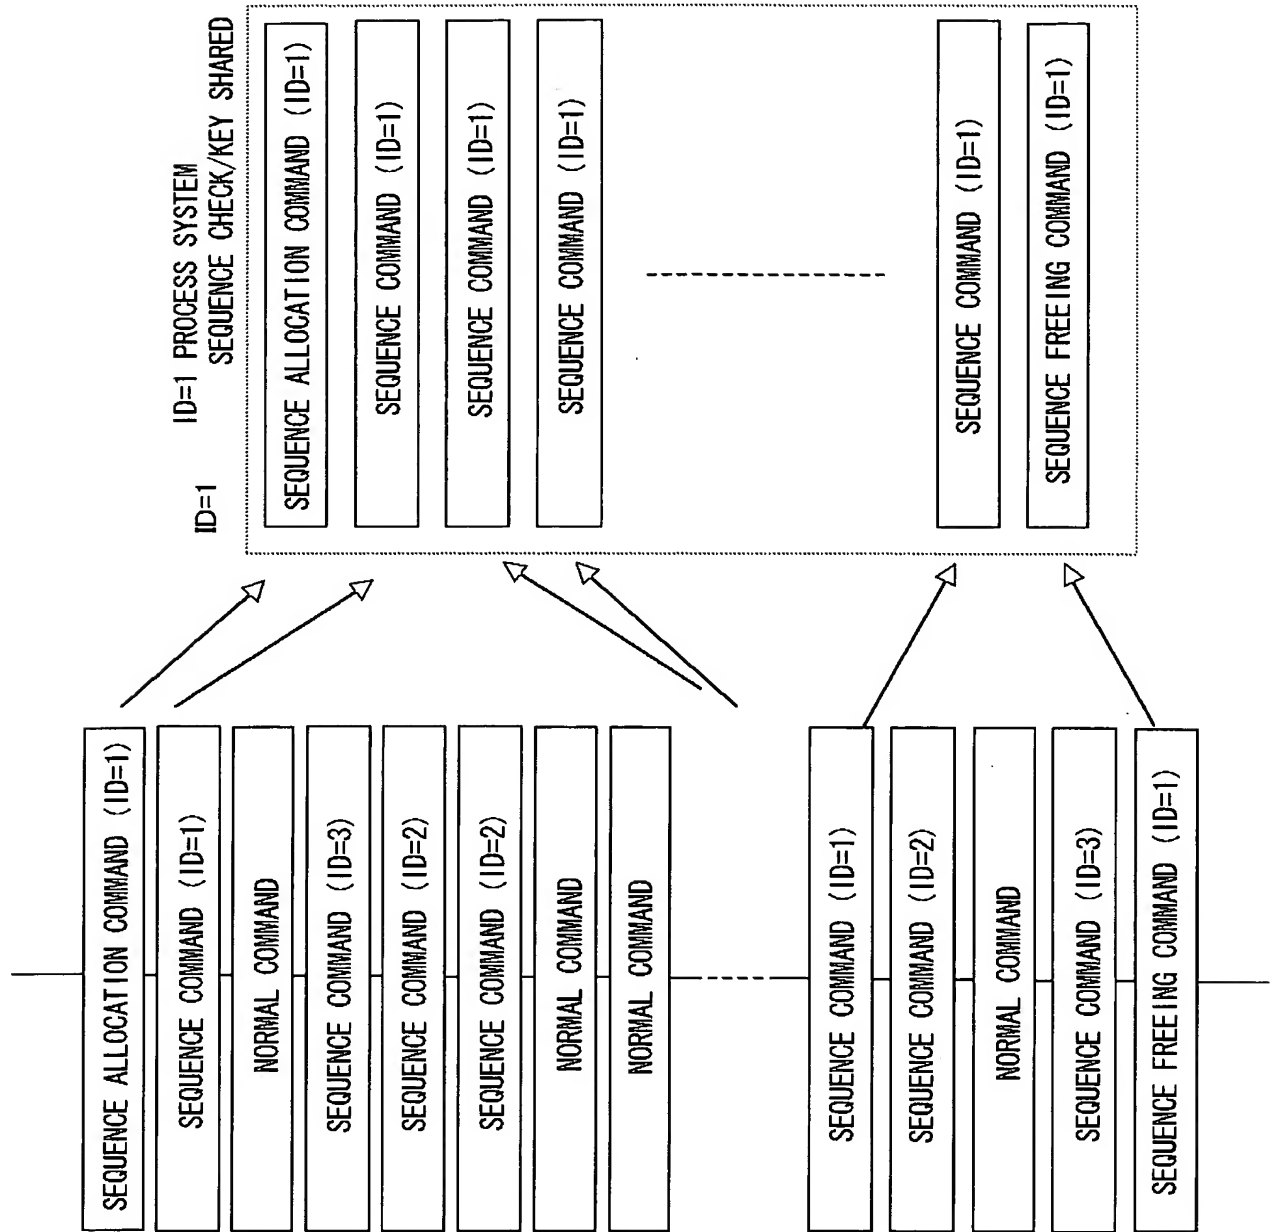 SEQUENCE ALLOCATION COMMAND (ID=1)
SEQUENCE COMMAND (ID=1)
NORMAL COMMAND
SEQUENCE COMMAND (ID=3)
SEQUENCE COMMAND (ID=2)
SEQUENCE COMMAND (ID=2)
NORMAL COMMAND
NORMAL COMMAND
SEQUENCE COMMAND (ID=1)
SEQUENCE COMMAND (ID=2)
NORMAL COMMAND
SEQUENCE COMMAND (ID=3)
SEQUENCE FREEING COMMAND (ID=1)
ID=1
ID=1 PROCESS SYSTEM
SEQUENCE CHECK/KEY SHARED
SEQUENCE ALLOCATION COMMAND (ID=1)
SEQUENCE COMMAND (ID=1)
SEQUENCE COMMAND (ID=1)
SEQUENCE COMMAND (ID=1)
SEQUENCE COMMAND (ID=1)
SEQUENCE FREEING COMMAND (ID=1)